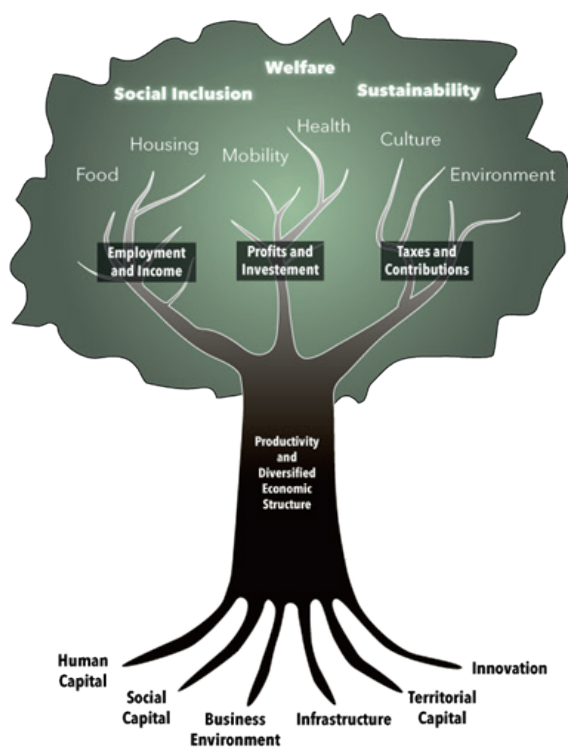 Welfare
Social Inclusion
Sustainability
Health
Culture
Housing
Mobility
Food
Environment
Employment
and Income
Profits and
Investement
Taxes and
Contributions
Productivity
and
Diversified
Economic
Structure
Human
Capital
Social
Capital
Business
Environment
Infrastructure
Territorial
Capital
Innovation